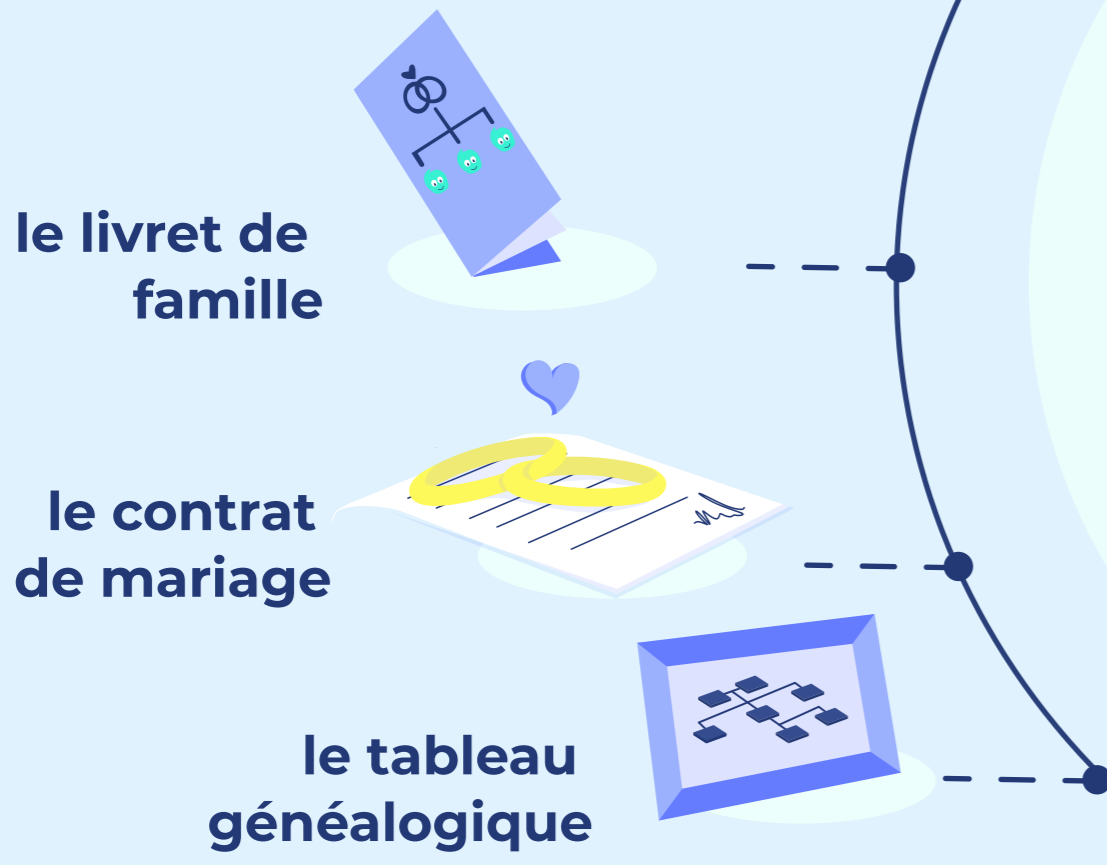 le livret de
famille
le contrat
de mariage
le tableau
généalogique